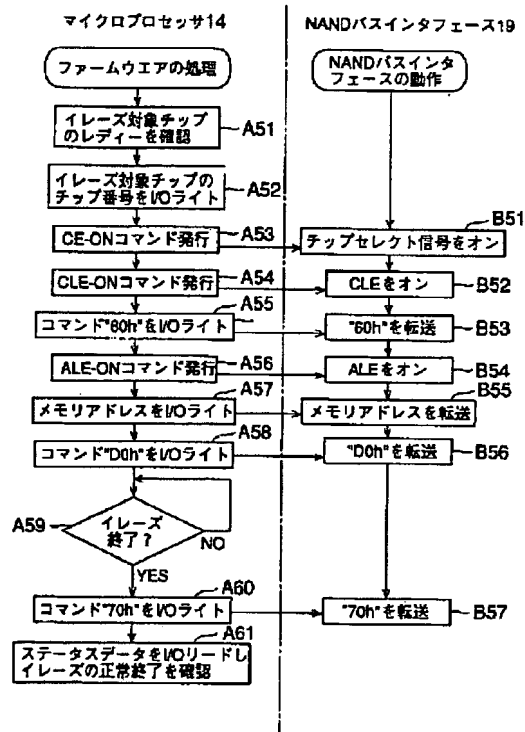 マイクロプロセッサ14
NANDバスインタフェース19
ファームウエアの処理
NANDバスインタ
フェースの動作
イレーズ対象チップ
のレディーを確認
A51
イレーズ対象チップの
チップ番号をI/Oライト
A52
CE-ONコマンド発行
A53
チップセレクト信号をオン
B51
CLE-ONコマンド発行
A54
CLEをオン
B52
コマンド"60h"をI/Oライト
A55
"60h"を転送
B53
ALE-ONコマンド発行
A56
ALEをオン
B54
メモリアドレスをI/Oライト
A57
メモリアドレスを転送
B55
コマンド"D0h"をI/Oライト
A58
"D0h"を転送
B56
A59
イレーズ
終了?
NO
YES
コマンド"70h"をI/Oライト
A60
"70h"を転送
B57
ステータスデータをI/Oリードし
イレーズの正常終了を確認
A61